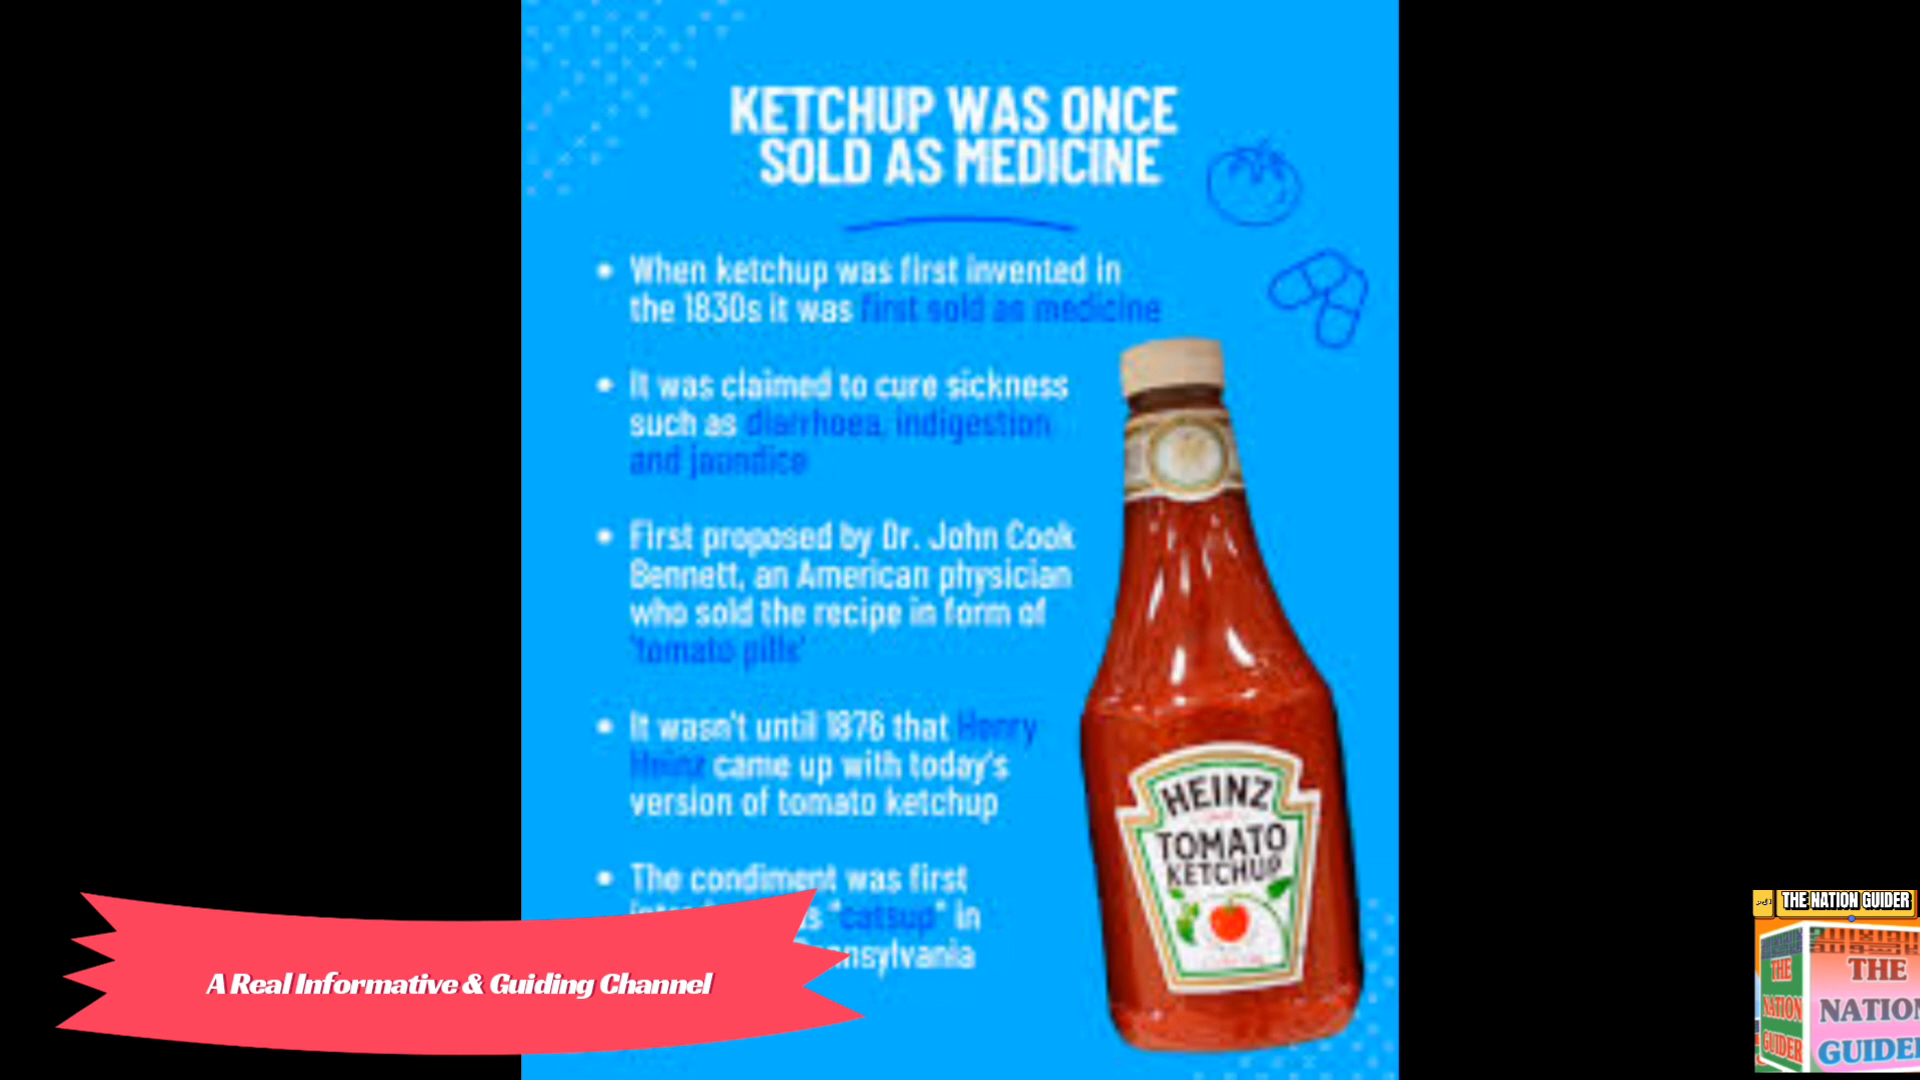 KETCHUP WAS ONCE
SOLD AS MEDICINE
• When ketchup was first invented in
the 1830s it was first sold as medicine
• It was claimed to cure sickness
such as diarrhoea, indigestion
and jaundice
• First proposed by Dr. John Cook
Bennett, an American physician
who sold the recipe in form of
'tomato pills'
• It wasn't until 1876 that Henry
Heinz came up with today's
version of tomato ketchup
• The condiment was first
"catsup" in
HEINZ
TOMATO
KETCHUP
A Real Informative & Guiding Channel
THE NATION GUIDER
THE
NATION
GUIDER
THE